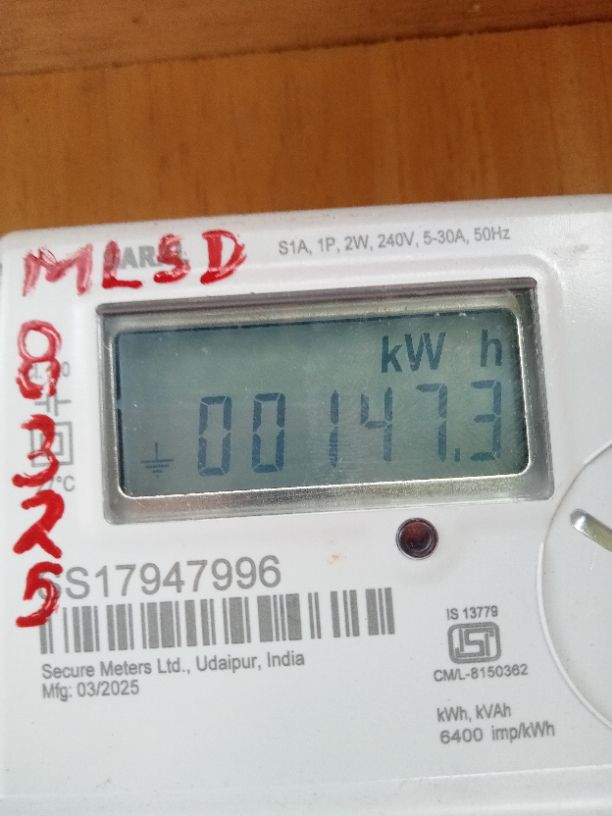 MLSD
S1A, 1P, 2W, 240V, 5-30A, 50Hz
kW h
00147.3
8
3
2
5
SS17947996
Secure Meters Ltd., Udaipur, India
Mfg: 03/2025
IS 13779
CM/L-8150362
kWh, kVAh
6400 imp/kWh